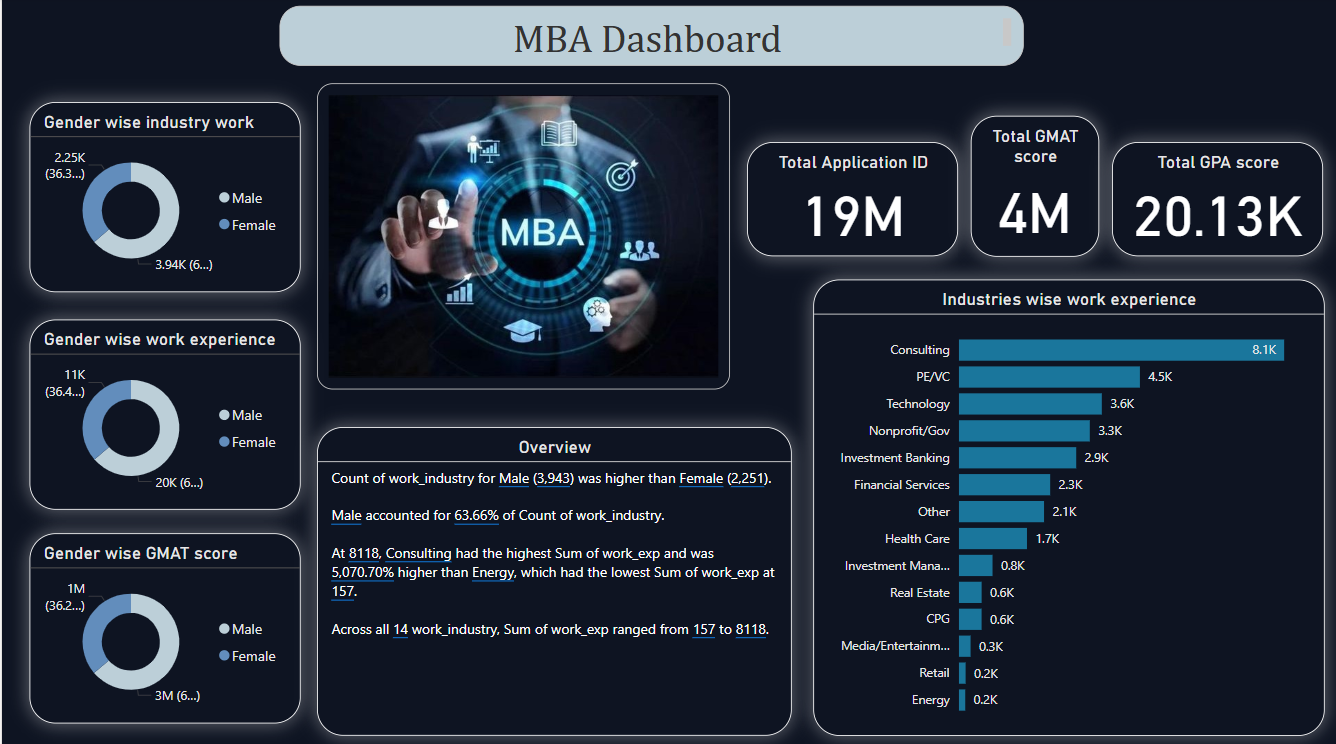 MBA Dashboard
Gender wise industry work
2.25K
(36.3...)
Male
Female
3.94K (6...)
Gender wise work experience
11K
(36.4...)
Male
Female
20K (6...)
Gender wise GMAT score
1M
(36.2...)
Male
Female
3M (6...)
MBA
Overview
Count of work_industry for Male (3,943) was higher than Female (2,251).
Male accounted for 63.66% of Count of work_industry.
At 8118, Consulting had the highest Sum of work_exp and was
5,070.70% higher than Energy, which had the lowest Sum of work_exp at
157.
Across all 14 work_industry, Sum of work_exp ranged from 157 to 8118.
Total Application ID
19M
Total GMAT
score
4M
Total GPA score
20.13K
Industries wise work experience
Consulting 8.1K
PE/VC 4.5K
Technology 3.6K
Nonprofit/Gov 3.3K
Investment Banking 2.9K
Financial Services 2.3K
Other 2.1K
Health Care 1.7K
Investment Mana... 0.8K
Real Estate 0.6K
CPG 0.6K
Media/Entertainm... 0.3K
Retail 0.2K
Energy 0.2K